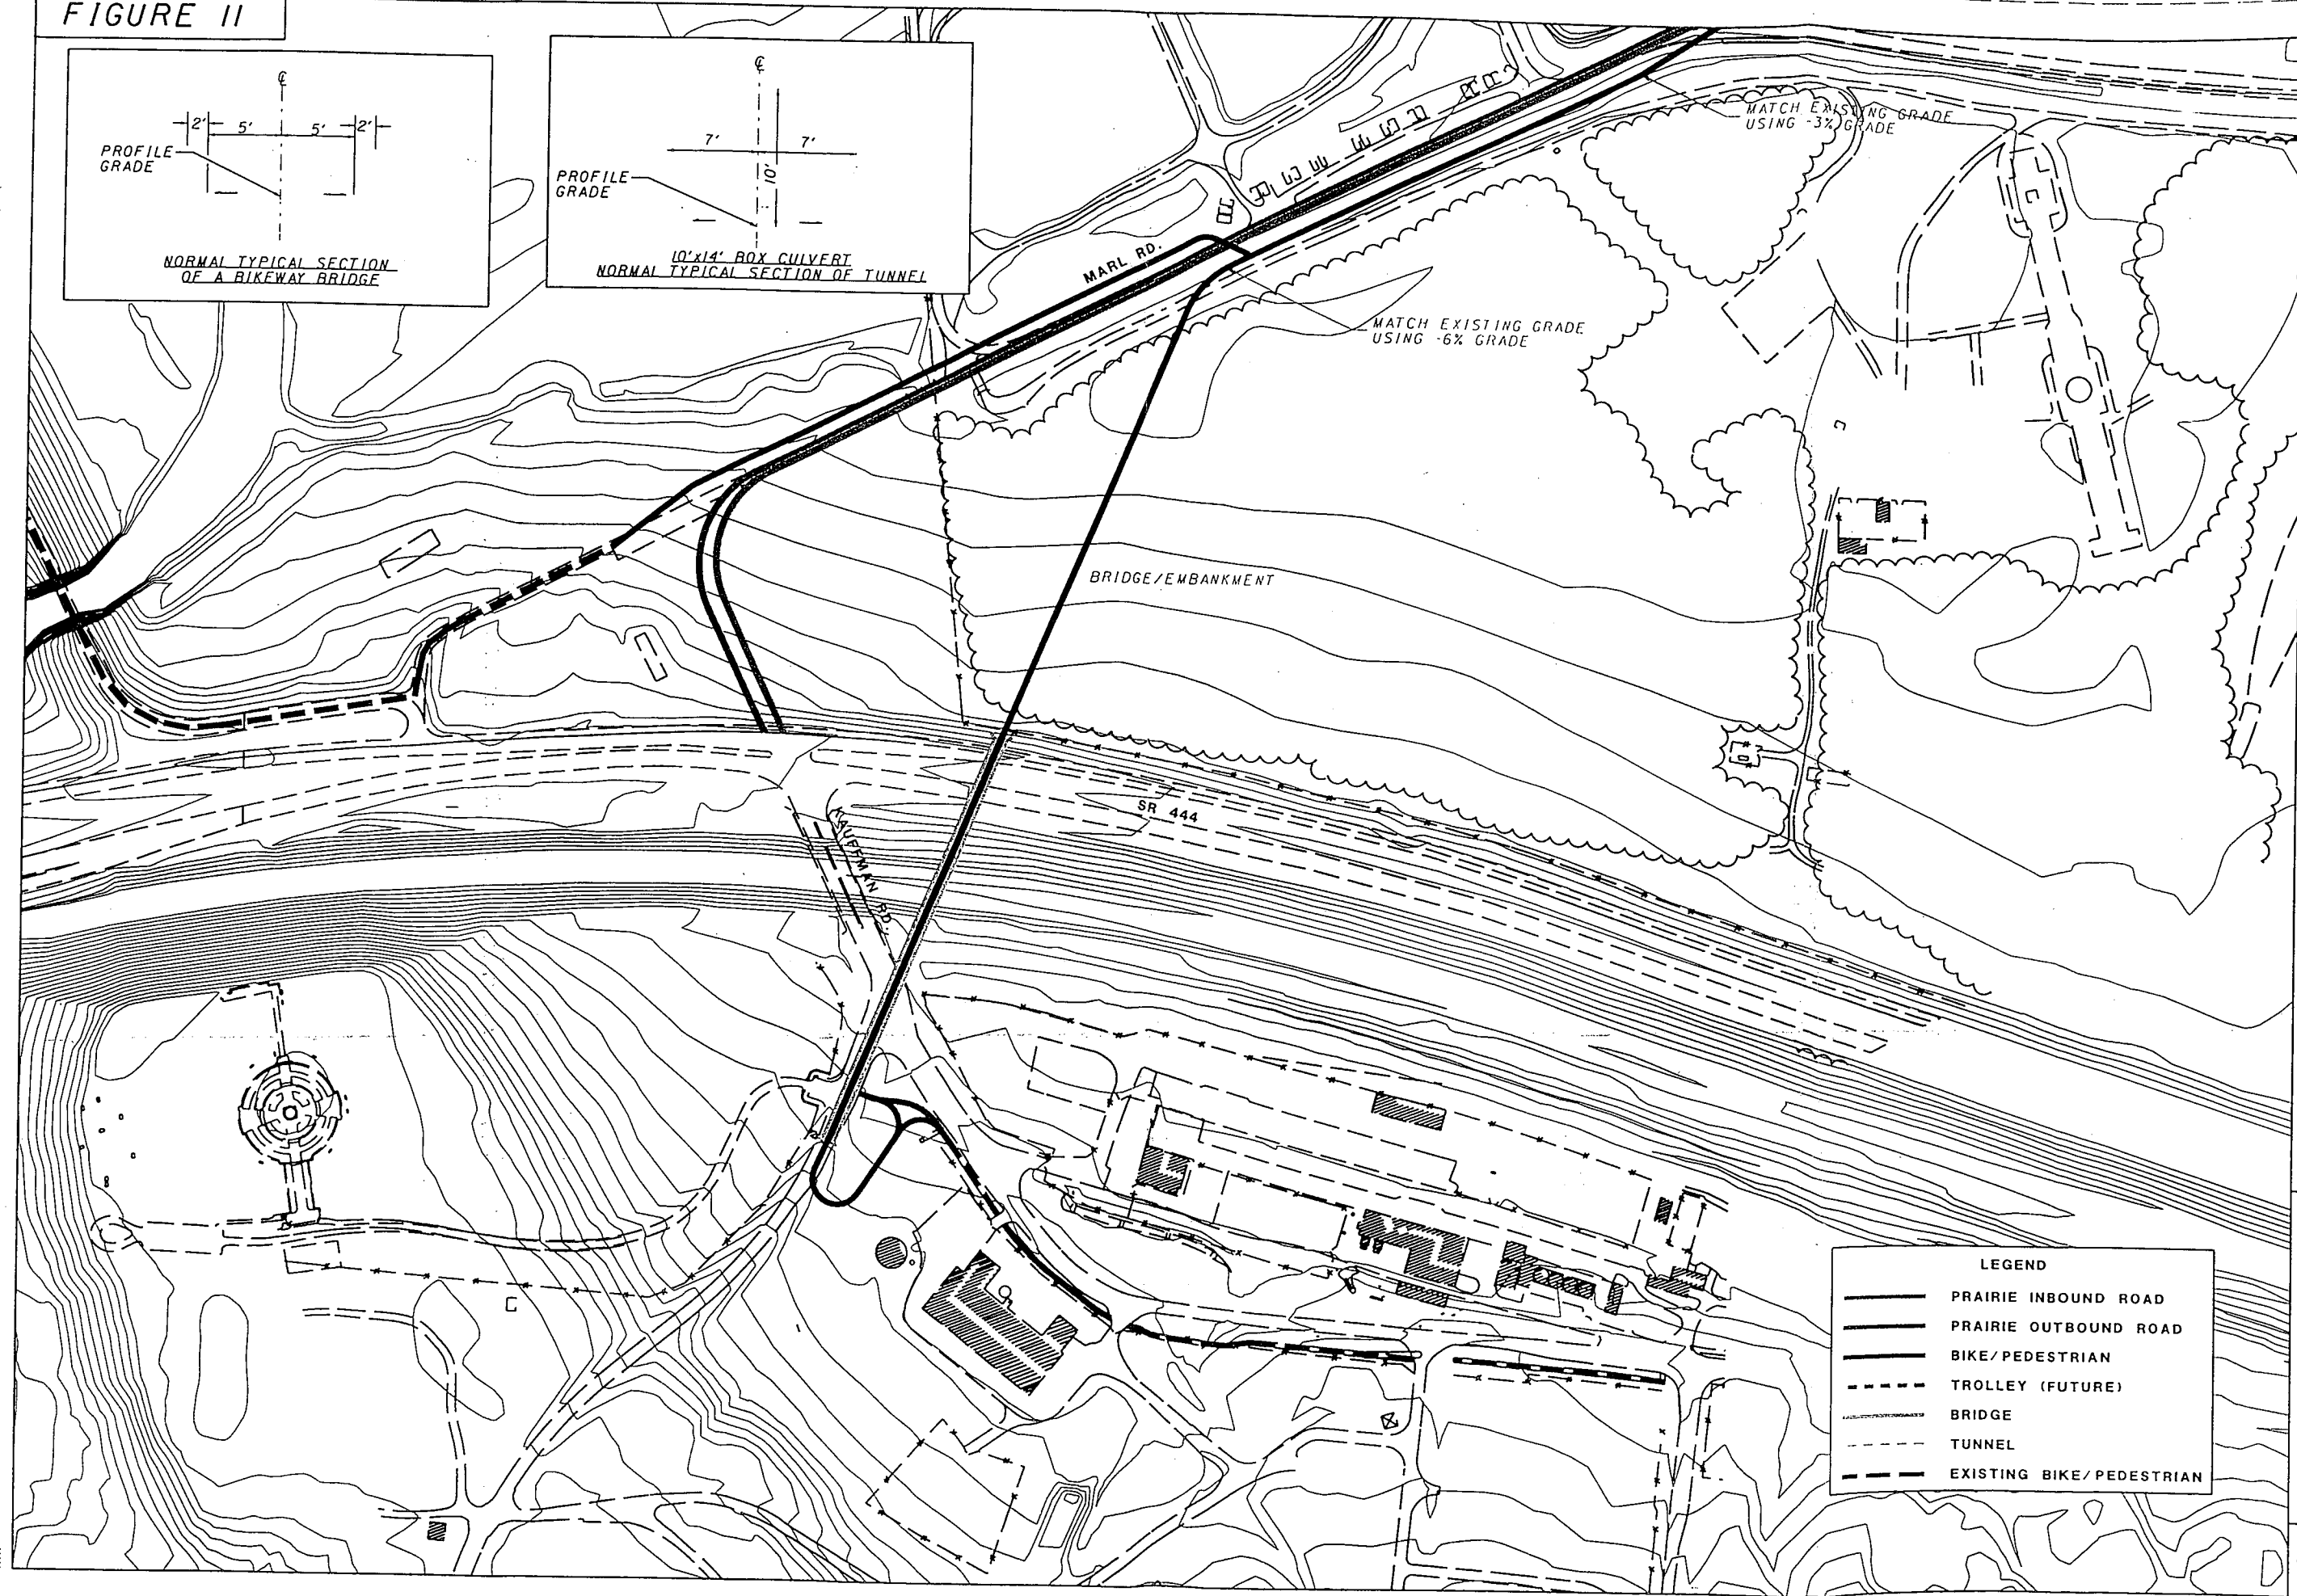 FIGURE 11
℄
2' 5' 5' 2'
PROFILE
GRADE
NORMAL TYPICAL SECTION
OF A BIKEWAY BRIDGE
℄
7' 7'
10'
PROFILE
GRADE
10'x14' BOX CULVERT
NORMAL TYPICAL SECTION OF TUNNEL
MATCH EXISTING GRADE
USING -3% GRADE
MARL RD.
MATCH EXISTING GRADE
USING -6% GRADE
BRIDGE/EMBANKMENT
SR 444
KAUFFMAN RD.
LEGEND
PRAIRIE INBOUND ROAD
PRAIRIE OUTBOUND ROAD
BIKE/PEDESTRIAN
TROLLEY (FUTURE)
BRIDGE
TUNNEL
EXISTING BIKE/PEDESTRIAN